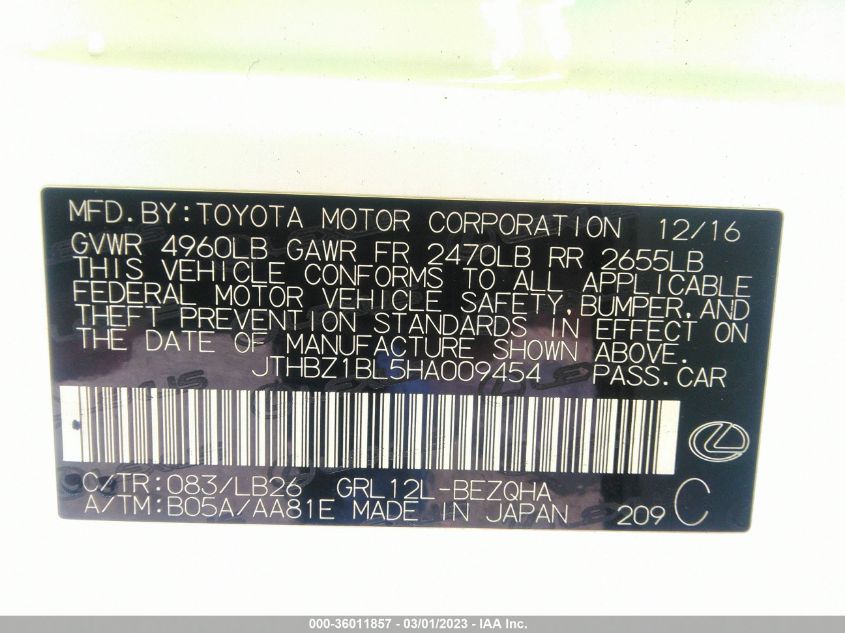 MFD.BY:TOYOTA MOTOR CORPORATION 12/16
GVWR 4960LB GAWR FR 2470LB RR 2655LB
THIS VEHICLE CONFORMS TO ALL APPLICABLE
FEDERAL MOTOR VEHICLE SAFETY,BUMPER,AND
THEFT PREVENTION STANDARDS IN EFFECT ON
THE DATE OF MANUFACTURE SHOWN ABOVE.
JTHBZ1BL5HA009454 PASS.CAR
C/TR:083/LB26 GRL12L-BEZQHA
A/TM:B05A/AA81E MADE IN JAPAN 209 C
000-36011857 - 03/01/2023 - IAA Inc.